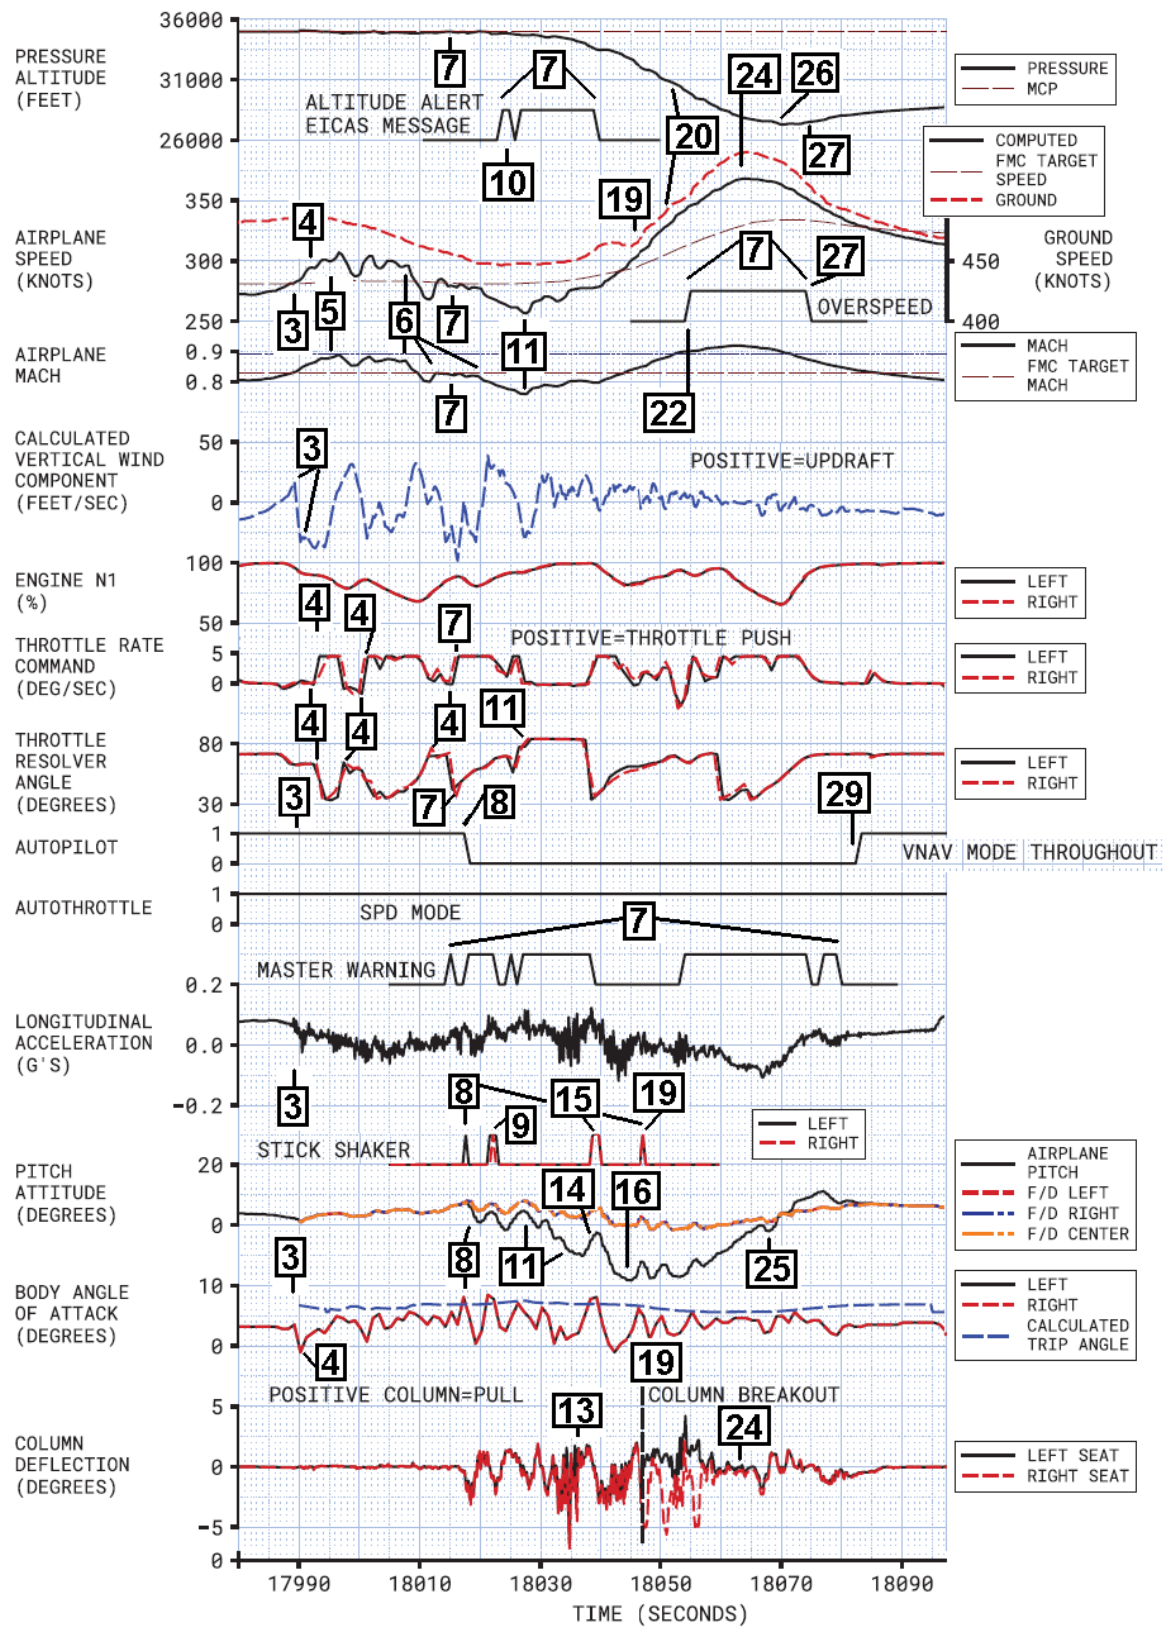 36000
PRESSURE
ALTITUDE
(FEET)
31000
26000
7
7
24
26
PRESSURE
MCP
ALTITUDE ALERT
EICAS MESSAGE
10
20
27
COMPUTED
FMC TARGET
SPEED
GROUND
350
300
250
AIRPLANE
SPEED
(KNOTS)
4
19
7
27
GROUND
SPEED
(KNOTS)
450
400
3
5
6
7
11
OVERSPEED
AIRPLANE
MACH
0.9
0.8
7
22
MACH
FMC TARGET
MACH
CALCULATED
VERTICAL WIND
COMPONENT
(FEET/SEC)
50
0
3
POSITIVE=UPDRAFT
ENGINE N1
(%)
100
50
4
4
7
LEFT
RIGHT
THROTTLE RATE
COMMAND
(DEG/SEC)
5
0
POSITIVE=THROTTLE PUSH
LEFT
RIGHT
4
4
4
11
THROTTLE
RESOLVER
ANGLE
(DEGREES)
80
30
3
7
8
29
LEFT
RIGHT
AUTOPILOT
1
0
VNAV MODE THROUGHOUT
AUTOTHROTTLE
1
0
SPD MODE
7
MASTER WARNING
0.2
LONGITUDINAL
ACCELERATION
(G'S)
0.0
-0.2
3
8
9
15
19
LEFT
RIGHT
STICK SHAKER
PITCH
ATTITUDE
(DEGREES)
20
0
14
16
3
8
11
25
AIRPLANE
PITCH
F/D LEFT
F/D RIGHT
F/D CENTER
BODY ANGLE
OF ATTACK
(DEGREES)
10
0
4
19
LEFT
RIGHT
CALCULATED
TRIP ANGLE
POSITIVE COLUMN=PULL
COLUMN BREAKOUT
COLUMN
DEFLECTION
(DEGREES)
5
0
-5
0
13
24
LEFT SEAT
RIGHT SEAT
17990
18010
18030
18050
18070
18090
TIME (SECONDS)